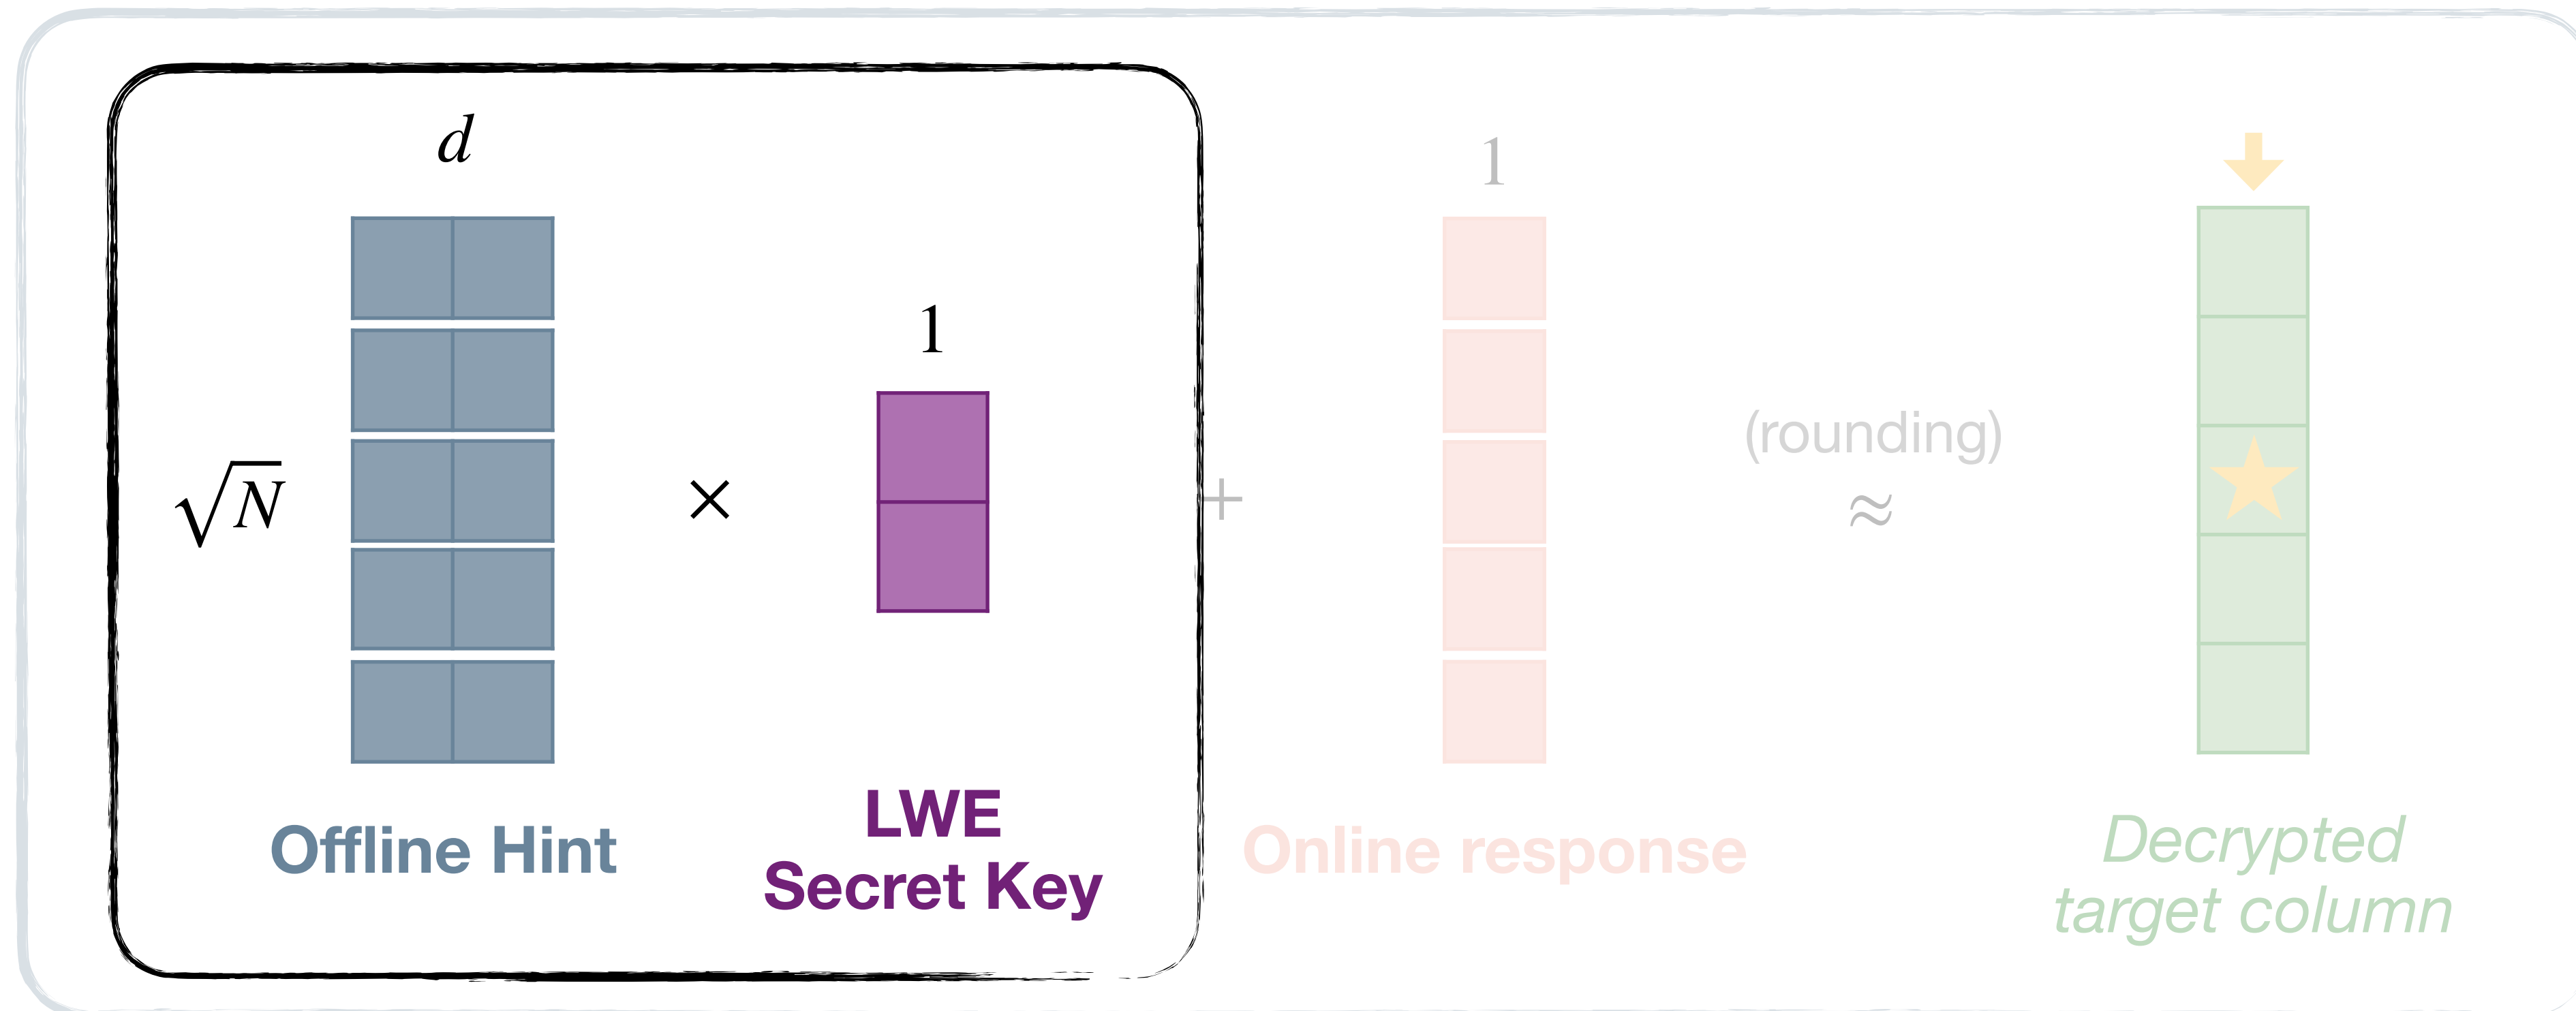 d
1
1
√N
×
+
(rounding)
≈
Offline Hint
LWE
Secret Key
Online response
Decrypted
target column